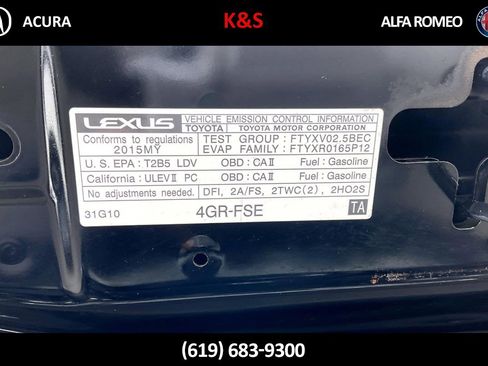 ACURA
K&S
ALFA ROMEO
LEXUS
VEHICLE EMISSION CONTROL INFORMATION
TOYOTA TOYOTA MOTOR CORPORATION
Conforms to regulations
2015MY
TEST GROUP : FTYXV02.5BEC
EVAP FAMILY : FTYXR0165P12
U.S. EPA : T2B5 LDV OBD : CAⅡ Fuel : Gasoline
California : ULEVⅡ PC OBD : CAⅡ Fuel : Gasoline
No adjustments needed. DFI, 2A/FS, 2TWC(2), 2HO2S
31G10 4GR-FSE TA
(619) 683-9300